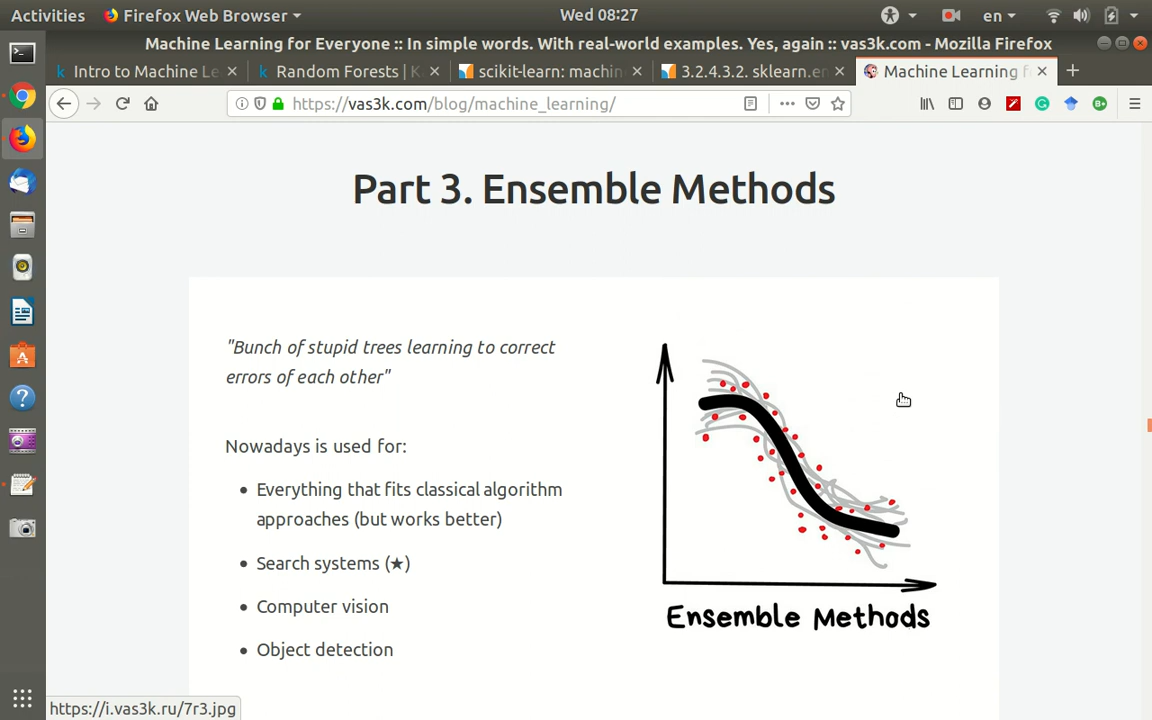 Activities
Firefox Web Browser
Wed 08:27
en
Machine Learning for Everyone :: In simple words. With real-world examples. Yes, again :: vas3k.com - Mozilla Firefox
Intro to Machine Le
Random Forests | K
scikit-learn: machin
3.2.4.3.2. sklearn.en
Machine Learning f
https://vas3k.com/blog/machine_learning/
Part 3. Ensemble Methods
"Bunch of stupid trees learning to correct
errors of each other"
Nowadays is used for:
Everything that fits classical algorithm
approaches (but works better)
Search systems (★)
Computer vision
Object detection
Ensemble Methods
https://i.vas3k.ru/7r3.jpg